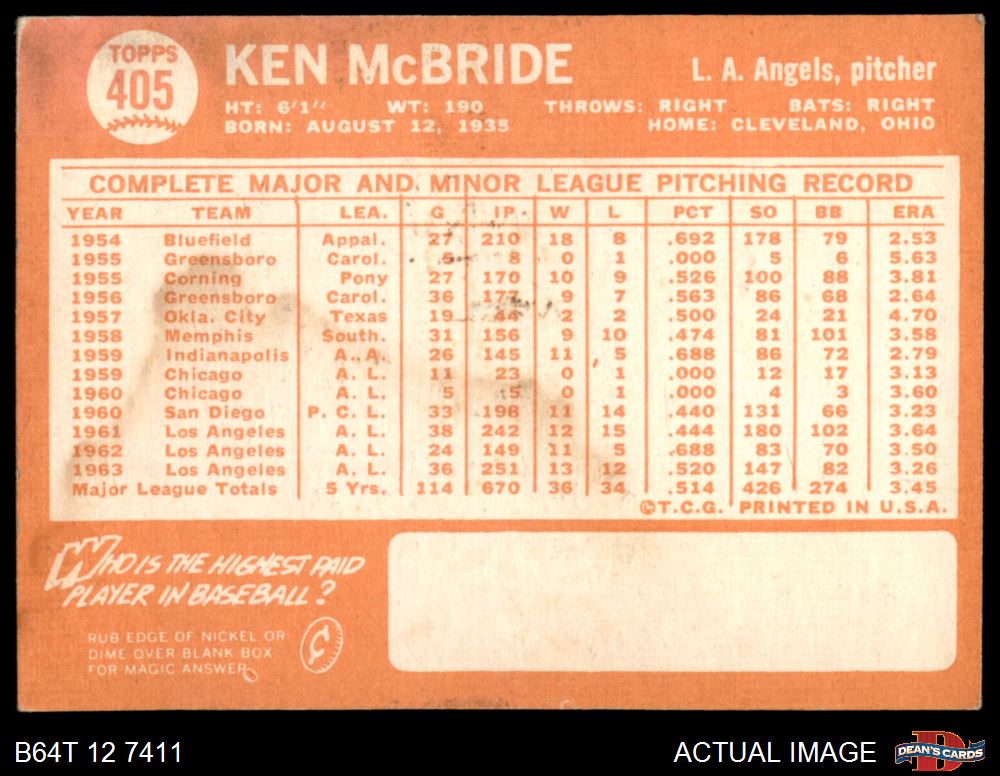 TOPPS
405
KEN McBRIDE
L. A. Angels, pitcher
HT: 6'1" WT: 190 THROWS: RIGHT BATS: RIGHT
BORN: AUGUST 12, 1935 HOME: CLEVELAND, OHIO
COMPLETE MAJOR AND MINOR LEAGUE PITCHING RECORD
YEAR TEAM LEA. G IP W L PCT SO BB ERA
1954 Bluefield Appal. 27 210 18 8 .692 178 79 2.53
1955 Greensboro Carol. 5 8 0 1 .000 5 6 5.63
1955 Corning Pony 27 170 10 9 .526 100 88 3.81
1956 Greensboro Carol. 36 177 9 7 .563 86 68 2.64
1957 Okla. City Texas 19 44 2 2 .500 24 21 4.70
1958 Memphis South. 31 156 9 10 .474 81 101 3.58
1959 Indianapolis A. A. 26 145 11 5 .688 86 72 2.79
1959 Chicago A. L. 11 23 0 1 .000 12 17 3.13
1960 Chicago A. L. 5 5 0 1 .000 4 3 3.60
1960 San Diego P. C. L. 33 198 11 14 .440 131 66 3.23
1961 Los Angeles A. L. 38 242 12 15 .444 180 102 3.64
1962 Los Angeles A. L. 24 149 11 5 .688 83 70 3.50
1963 Los Angeles A. L. 36 251 13 12 .520 147 82 3.26
Major League Totals 5 Yrs. 114 670 36 34 .514 426 274 3.45
©T.C.G. PRINTED IN U.S.A.
WHO IS THE HIGHEST PAID
PLAYER IN BASEBALL?
RUB EDGE OF NICKEL OR
DIME OVER BLANK BOX
FOR MAGIC ANSWER
¢
B64T 12 7411
ACTUAL IMAGE
D
DEAN'S CARDS